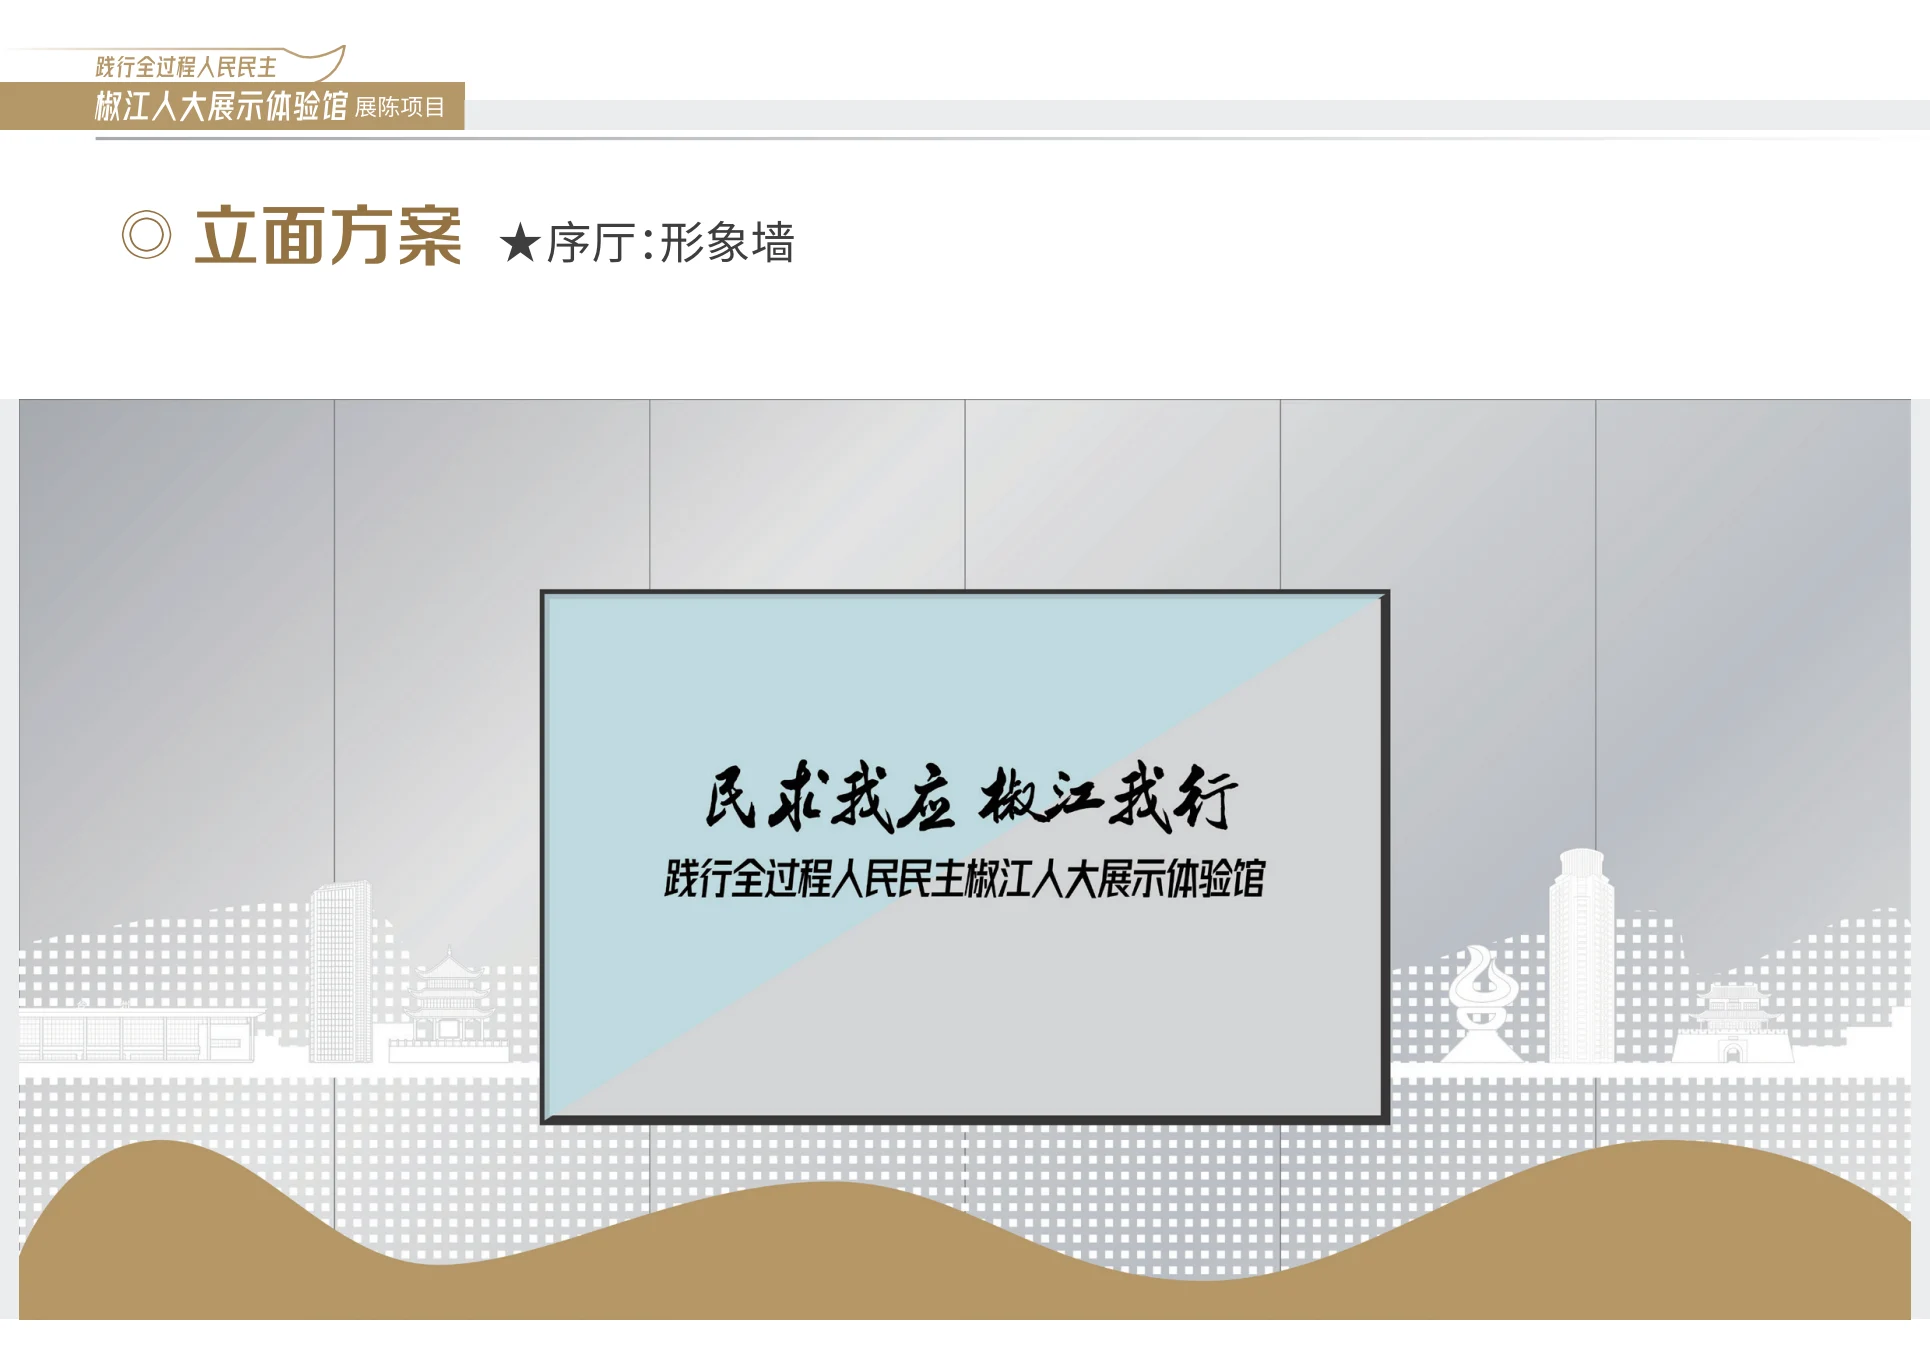 践行全过程人民民主
椒江人大展示体验馆 展陈项目
◎ 立面方案 ★序厅:形象墙
民求我应 椒江我行
践行全过程人民民主椒江人大展示体验馆